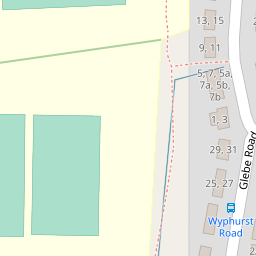 13, 15
9, 11
5, 7, 5a,
7a, 5b,
7b
1, 3
Glebe Road
29, 31
25, 27
Wyphurst
Road